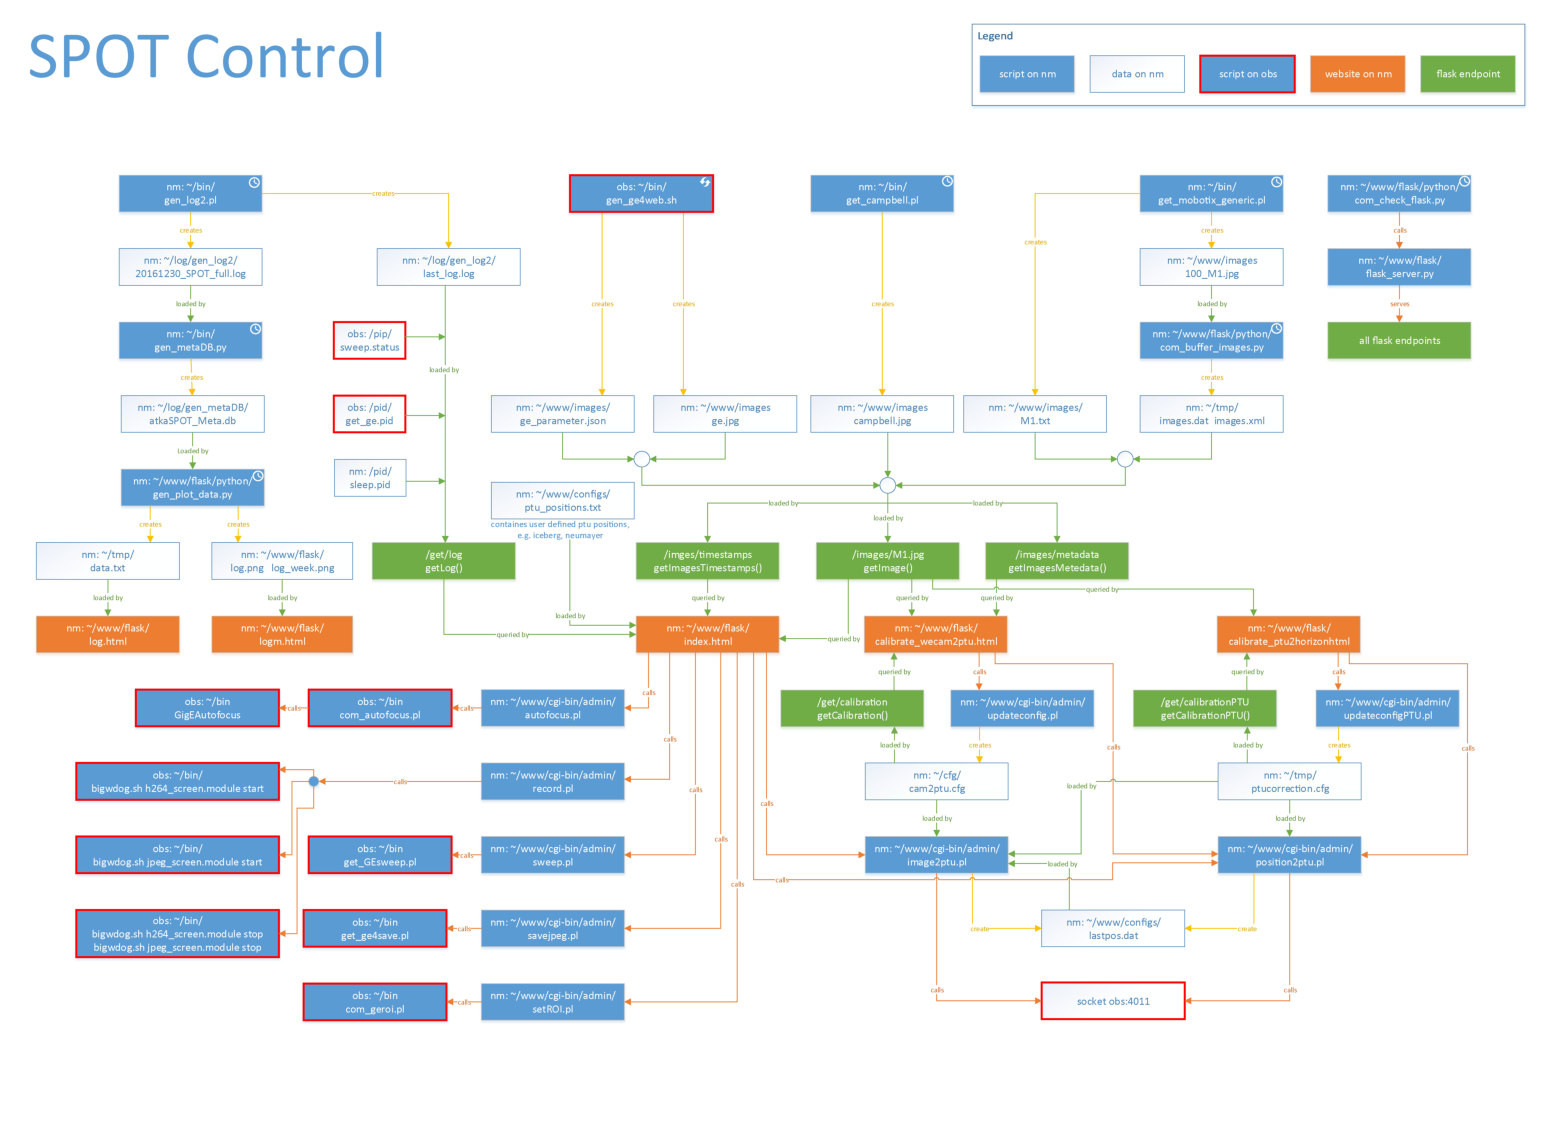 SPOT Control
Legend
script on nm
data on nm
script on obs
website on nm
flask endpoint
nm: ~/bin/
gen_log2.pl
creates
obs: ~/bin/
gen_ge4web.sh
nm: ~/bin/
get_campbell.pl
nm: ~/bin/
get_mobotix_generic.pl
nm: ~/www/flask/python/
com_check_flask.py
creates
creates
creates
calls
nm: ~/log/gen_log2/
20161230_SPOT_full.log
nm: ~/log/gen_log2/
last_log.log
nm: ~/www/images
100_M1.jpg
nm: ~/www/flask/
flask_server.py
loaded by
creates
creates
creates
loaded by
serves
nm: ~/bin/
gen_metaDB.py
obs: /pip/
sweep.status
nm: ~/www/flask/python/
com_buffer_images.py
all flask endpoints
loaded by
creates
creates
nm: ~/log/gen_metaDB/
atkaSPOT_Meta.db
obs: /pid/
get_ge.pid
nm: ~/www/images/
ge_parameter.json
nm: ~/www/images
ge.jpg
nm: ~/www/images
campbell.jpg
nm: ~/www/images/
M1.txt
nm: ~/tmp/
images.dat images.xml
Loaded by
nm: ~/www/flask/python/
gen_plot_data.py
nm: /pid/
sleep.pid
nm: ~/www/configs/
ptu_positions.txt
containes user defined ptu positions,
e.g. iceberg, neumayer
loaded by
loaded by
loaded by
creates
creates
nm: ~/tmp/
data.txt
nm: ~/www/flask/
log.png log_week.png
/get/log
getLog()
/imges/timestamps
getImagesTimestamps()
/images/M1.jpg
getImage()
/images/metadata
getImagesMetedata()
loaded by
loaded by
queried by
queried by
queried by
queried by
loaded by
nm: ~/www/flask/
log.html
nm: ~/www/flask/
logm.html
queried by
nm: ~/www/flask/
index.html
queried by
nm: ~/www/flask/
calibrate_wecam2ptu.html
nm: ~/www/flask/
calibrate_ptu2horizonhtml
queried by
calls
queried by
calls
calls
obs: ~/bin
GigEAutofocus
calls
obs: ~/bin
com_autofocus.pl
calls
nm: ~/www/cgi-bin/admin/
autofocus.pl
/get/calibration
getCalibration()
nm: ~/www/cgi-bin/admin/
updateconfig.pl
/get/calibrationPTU
getCalibrationPTU()
nm: ~/www/cgi-bin/admin/
updateconfigPTU.pl
calls
loaded by
creates
calls
loaded by
creates
calls
obs: ~/bin/
bigwdog.sh h264_screen.module start
calls
nm: ~/www/cgi-bin/admin/
record.pl
calls
nm: ~/cfg/
cam2ptu.cfg
loaded by
nm: ~/tmp/
ptucorrection.cfg
calls
loaded by
loaded by
calls
obs: ~/bin/
bigwdog.sh jpeg_screen.module start
obs: ~/bin
get_GEsweep.pl
calls
nm: ~/www/cgi-bin/admin/
sweep.pl
nm: ~/www/cgi-bin/admin/
image2ptu.pl
loaded by
nm: ~/www/cgi-bin/admin/
position2ptu.pl
calls
calls
obs: ~/bin/
bigwdog.sh h264_screen.module stop
bigwdog.sh jpeg_screen.module stop
obs: ~/bin
get_ge4save.pl
calls
nm: ~/www/cgi-bin/admin/
savejpeg.pl
create
nm: ~/www/configs/
lastpos.dat
create
obs: ~/bin
com_geroi.pl
calls
nm: ~/www/cgi-bin/admin/
setROI.pl
calls
socket obs:4011
calls